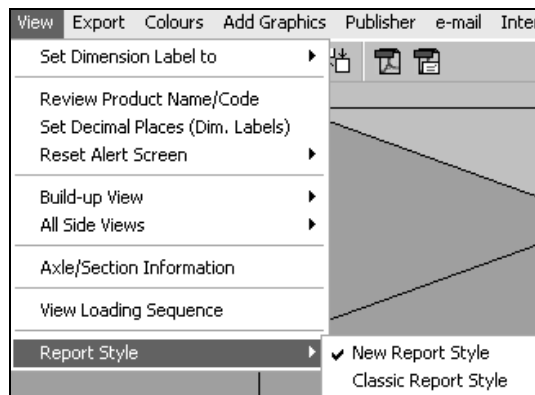 View Export Colours Add Graphics Publisher e-mail
Set Dimension Label to
Review Product Name/Code
Set Decimal Places (Dim. Labels)
Reset Alert Screen
Build-up View
All Side Views
Axle/Section Information
View Loading Sequence
Report Style
New Report Style
Classic Report Style